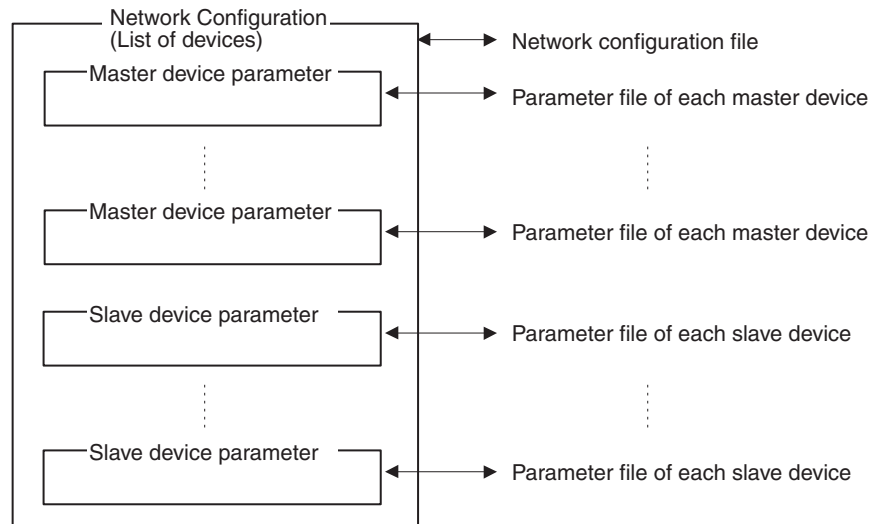 Network Configuration
(List of devices)
Network configuration file
Master device parameter
Parameter file of each master device
Master device parameter
Parameter file of each master device
Slave device parameter
Parameter file of each slave device
Slave device parameter
Parameter file of each slave device